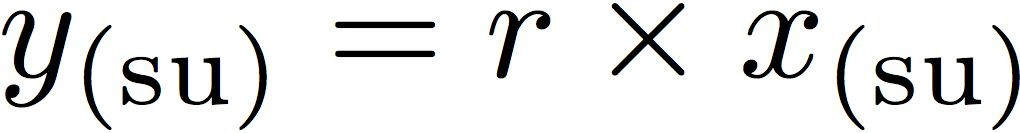 y(su) = r × x(su)